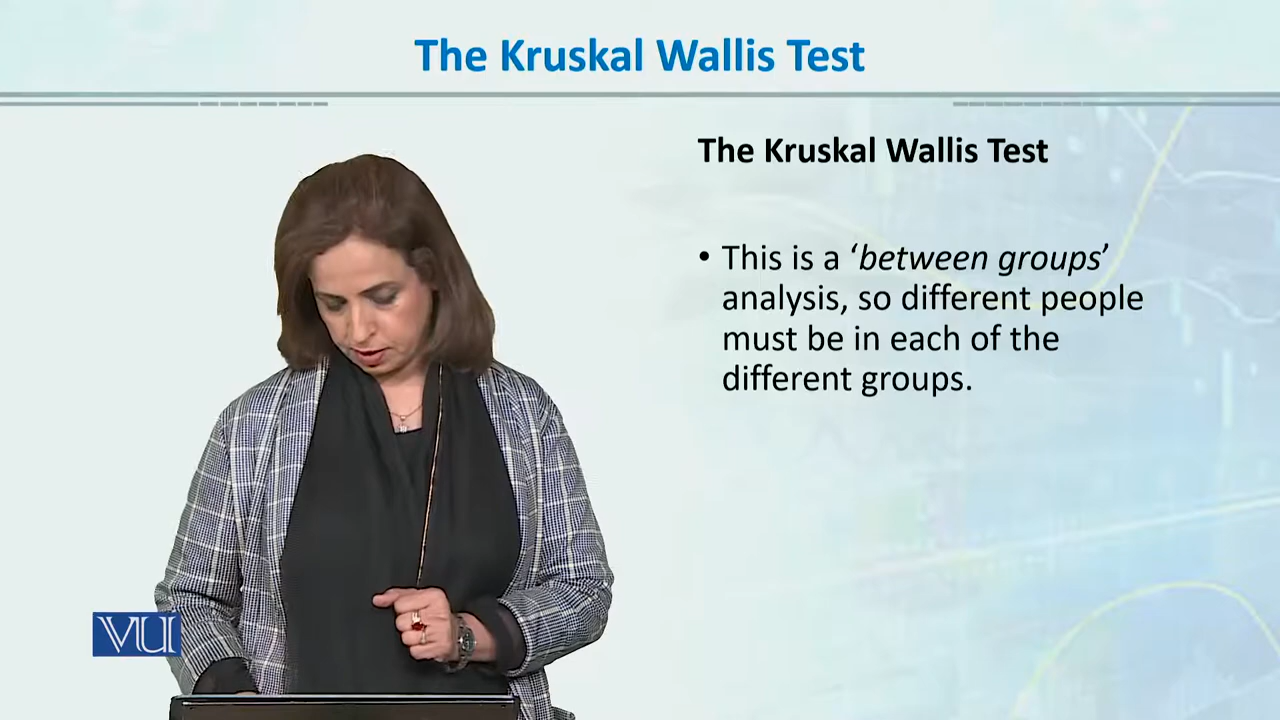 The Kruskal Wallis Test
The Kruskal Wallis Test
• This is a ‘between groups’
analysis, so different people
must be in each of the
different groups.
VU